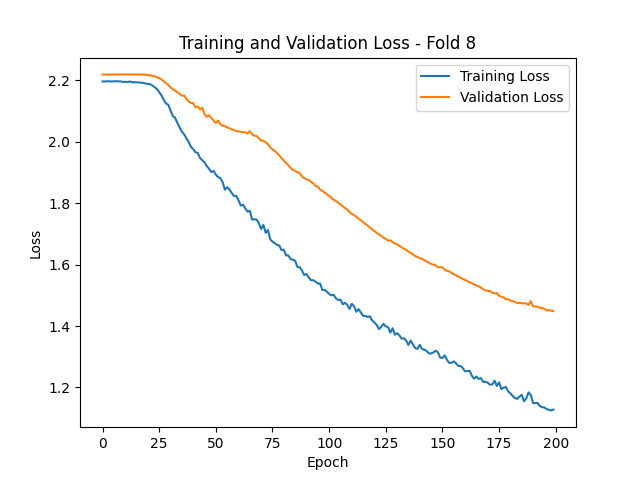 Training and Validation Loss - Fold 8
Training Loss
Validation Loss
Loss
2.2
2.0
1.8
1.6
1.4
1.2
0 25 50 75 100 125 150 175 200
Epoch